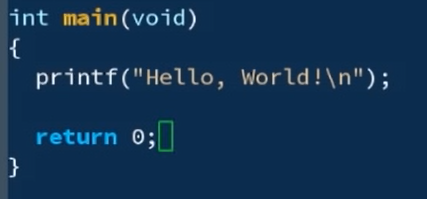 int main(void)
{
  printf("Hello, World!\n");

  return 0;
}